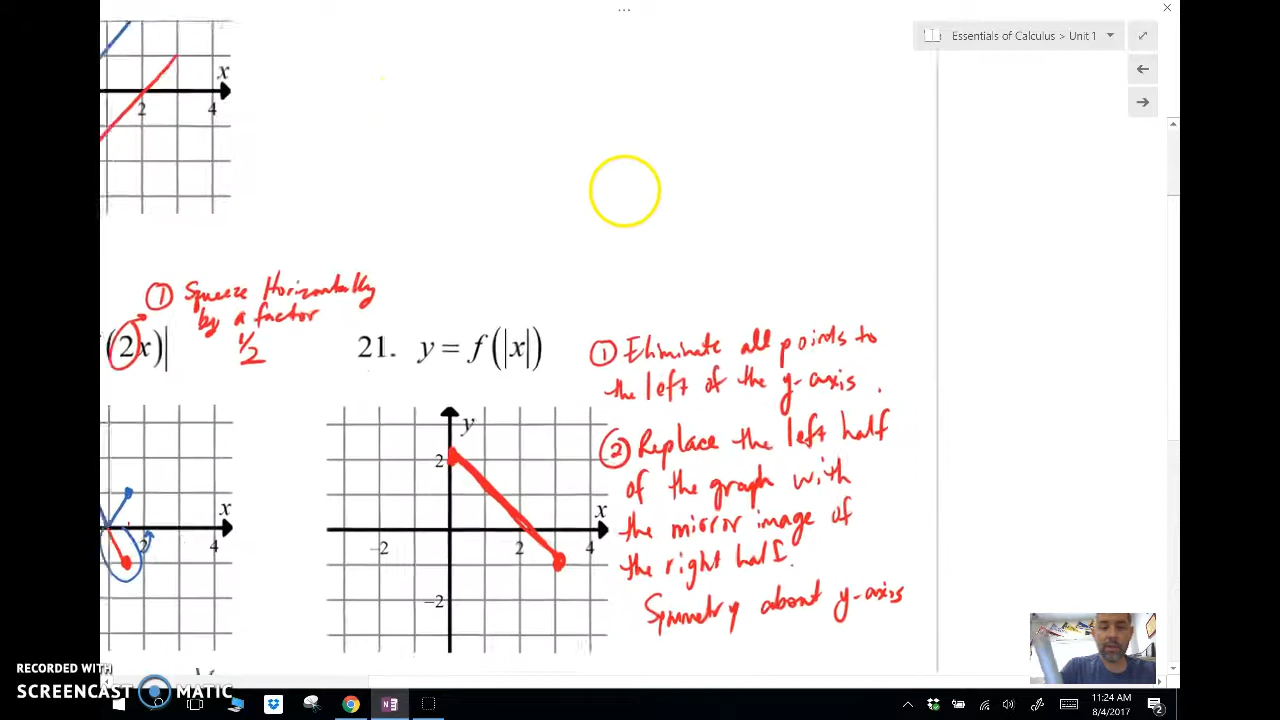 ...
Essentials of Calculus > Unit 1
x
2
4
① Squeeze Horizontally
by a factor
1/2
(2x)|
21. y = f(|x|)
① Eliminate all points to
the left of the y-axis.
② Replace the left half
of the graph with
the mirror image of
the right half.
Symmetry about y-axis
y
2
x
−2
2
4
−2
x
2
4
RECORDED WITH
SCREENCAST MATIC
11:24 AM
8/4/2017